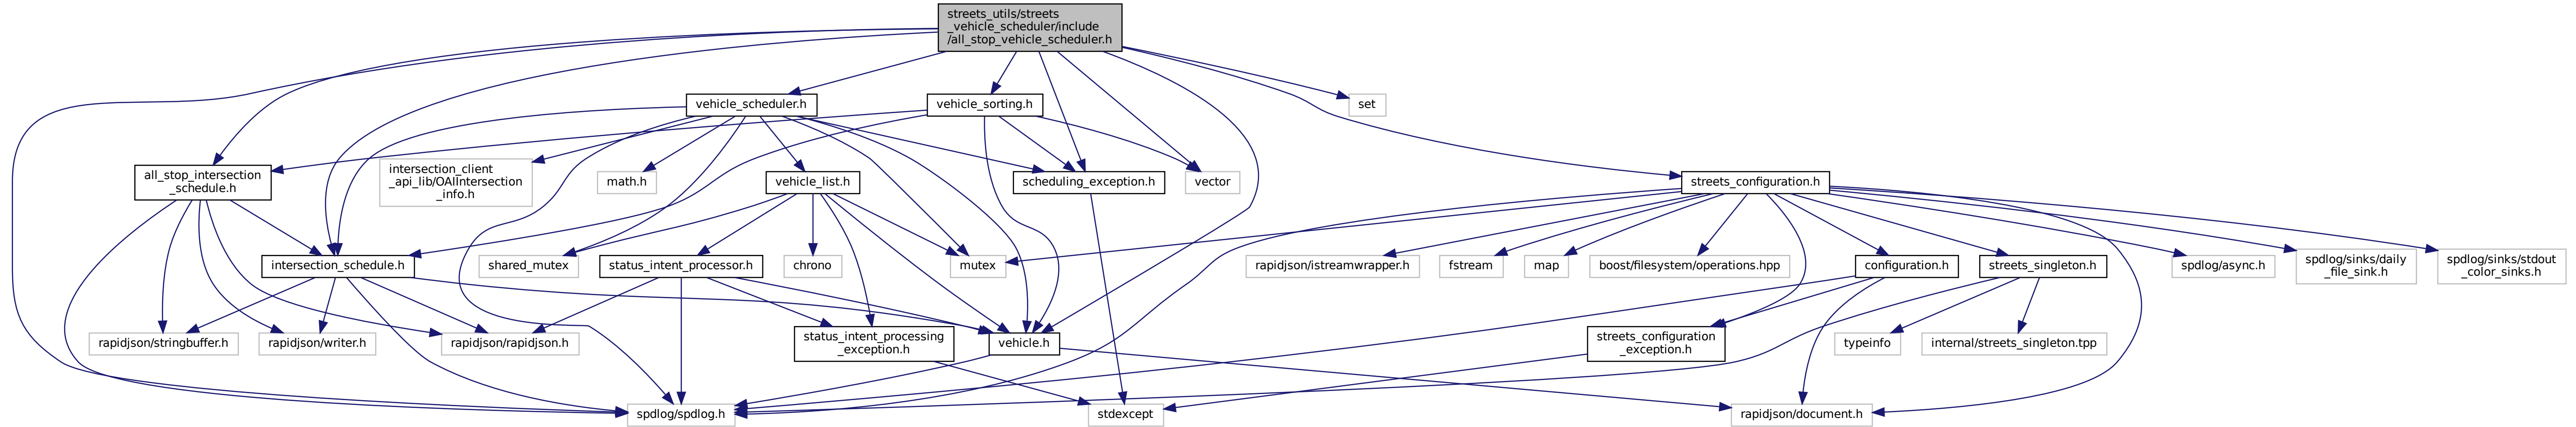 streets_utils/streets
_vehicle_scheduler/include
/all_stop_vehicle_scheduler.h
vehicle_scheduler.h
vehicle_sorting.h
set
all_stop_intersection
_schedule.h
intersection_client
_api_lib/OAIIntersection
_info.h
math.h
vehicle_list.h
scheduling_exception.h
vector
streets_configuration.h
intersection_schedule.h
shared_mutex
status_intent_processor.h
chrono
mutex
rapidjson/istreamwrapper.h
fstream
map
boost/filesystem/operations.hpp
configuration.h
streets_singleton.h
spdlog/async.h
spdlog/sinks/daily
_file_sink.h
spdlog/sinks/stdout
_color_sinks.h
rapidjson/stringbuffer.h
rapidjson/writer.h
rapidjson/rapidjson.h
status_intent_processing
_exception.h
vehicle.h
streets_configuration
_exception.h
typeinfo
internal/streets_singleton.tpp
spdlog/spdlog.h
stdexcept
rapidjson/document.h